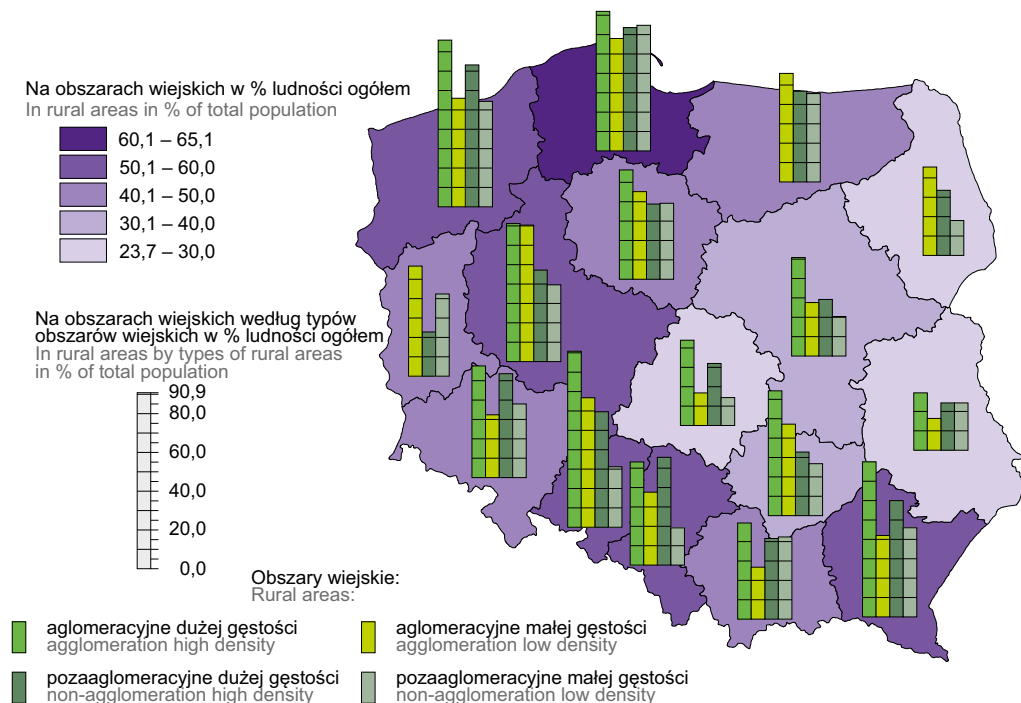 Na obszarach wiejskich w % ludności ogółem
In rural areas in % of total population
60,1 – 65,1
50,1 – 60,0
40,1 – 50,0
30,1 – 40,0
23,7 – 30,0
Na obszarach wiejskich według typów
obszarów wiejskich w % ludności ogółem
In rural areas by types of rural areas
in % of total population
90,9
80,0
60,0
40,0
20,0
0,0
Obszary wiejskie:
Rural areas:
aglomeracyjne dużej gęstości
agglomeration high density
aglomeracyjne małej gęstości
agglomeration low density
pozaaglomeracyjne dużej gęstości
non-agglomeration high density
pozaaglomeracyjne małej gęstości
non-agglomeration low density